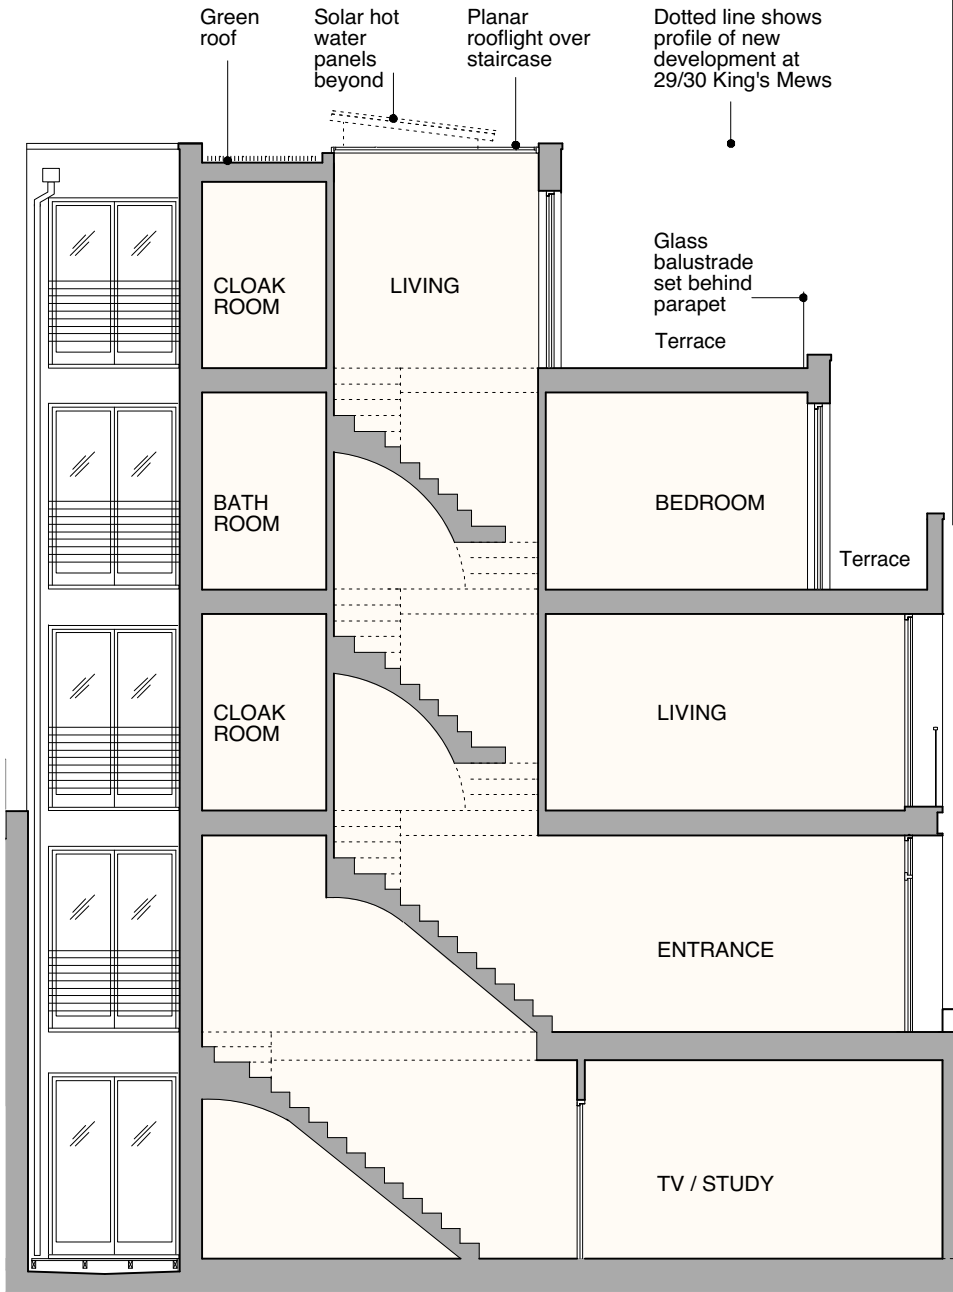 Green
roof
Solar hot
water
panels
beyond
Planar
rooflight over
staircase
Dotted line shows
profile of new
development at
29/30 King's Mews
Glass
balustrade
set behind
parapet
Terrace
CLOAK
ROOM
LIVING
BATH
ROOM
BEDROOM
Terrace
CLOAK
ROOM
LIVING
ENTRANCE
TV / STUDY